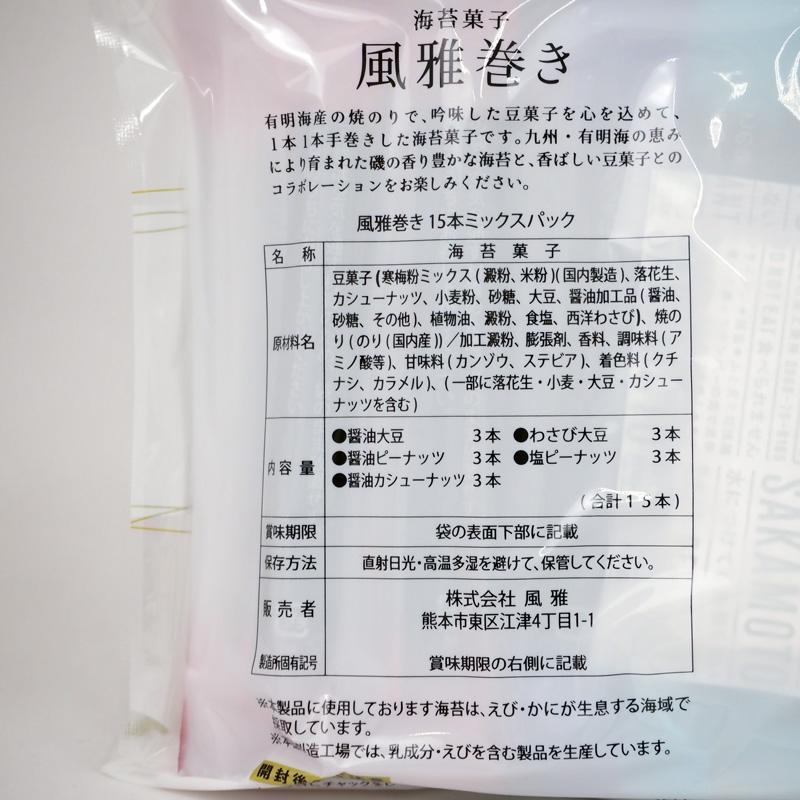 海苔菓子
風雅巻き
有明海産の焼のりで、吟味した豆菓子を心を込めて、
1本1本手巻きした海苔菓子です。九州・有明海の恵み
により育まれた磯の香り豊かな海苔と、香ばしい豆菓子との
コラボレーションをお楽しみください。
風雅巻き 15本ミックスパック
名 称 海 苔 菓 子
豆菓子(寒梅粉ミックス(澱粉、米粉)(国内製造)、落花生、
カシューナッツ、小麦粉、砂糖、大豆、醤油加工品(醤油、
砂糖、その他)、植物油、澱粉、食塩、西洋わさび)、焼の
原材料名 り(のり(国内産))／加工澱粉、膨張剤、香料、調味料(ア
ミノ酸等)、甘味料(カンゾウ、ステビア)、着色料(クチ
ナシ、カラメル)、(一部に落花生・小麦・大豆・カシュー
ナッツを含む)
●醤油大豆 3本 ●わさび大豆 3本
内容量 ●醤油ピーナッツ 3本 ●塩ピーナッツ 3本
●醤油カシューナッツ 3本
(合計15本)
賞味期限 袋の表面下部に記載
保存方法 直射日光・高温多湿を避けて、保管してください。
販売者 株式会社 風 雅
熊本市東区江津4丁目1-1
製造所固有記号 賞味期限の右側に記載
※本製品に使用しております海苔は、えび・かにが生息する海域で
採取しています。
※本製造工場では、乳成分・えびを含む製品を生産しています。
開封後
SAKAMOTO